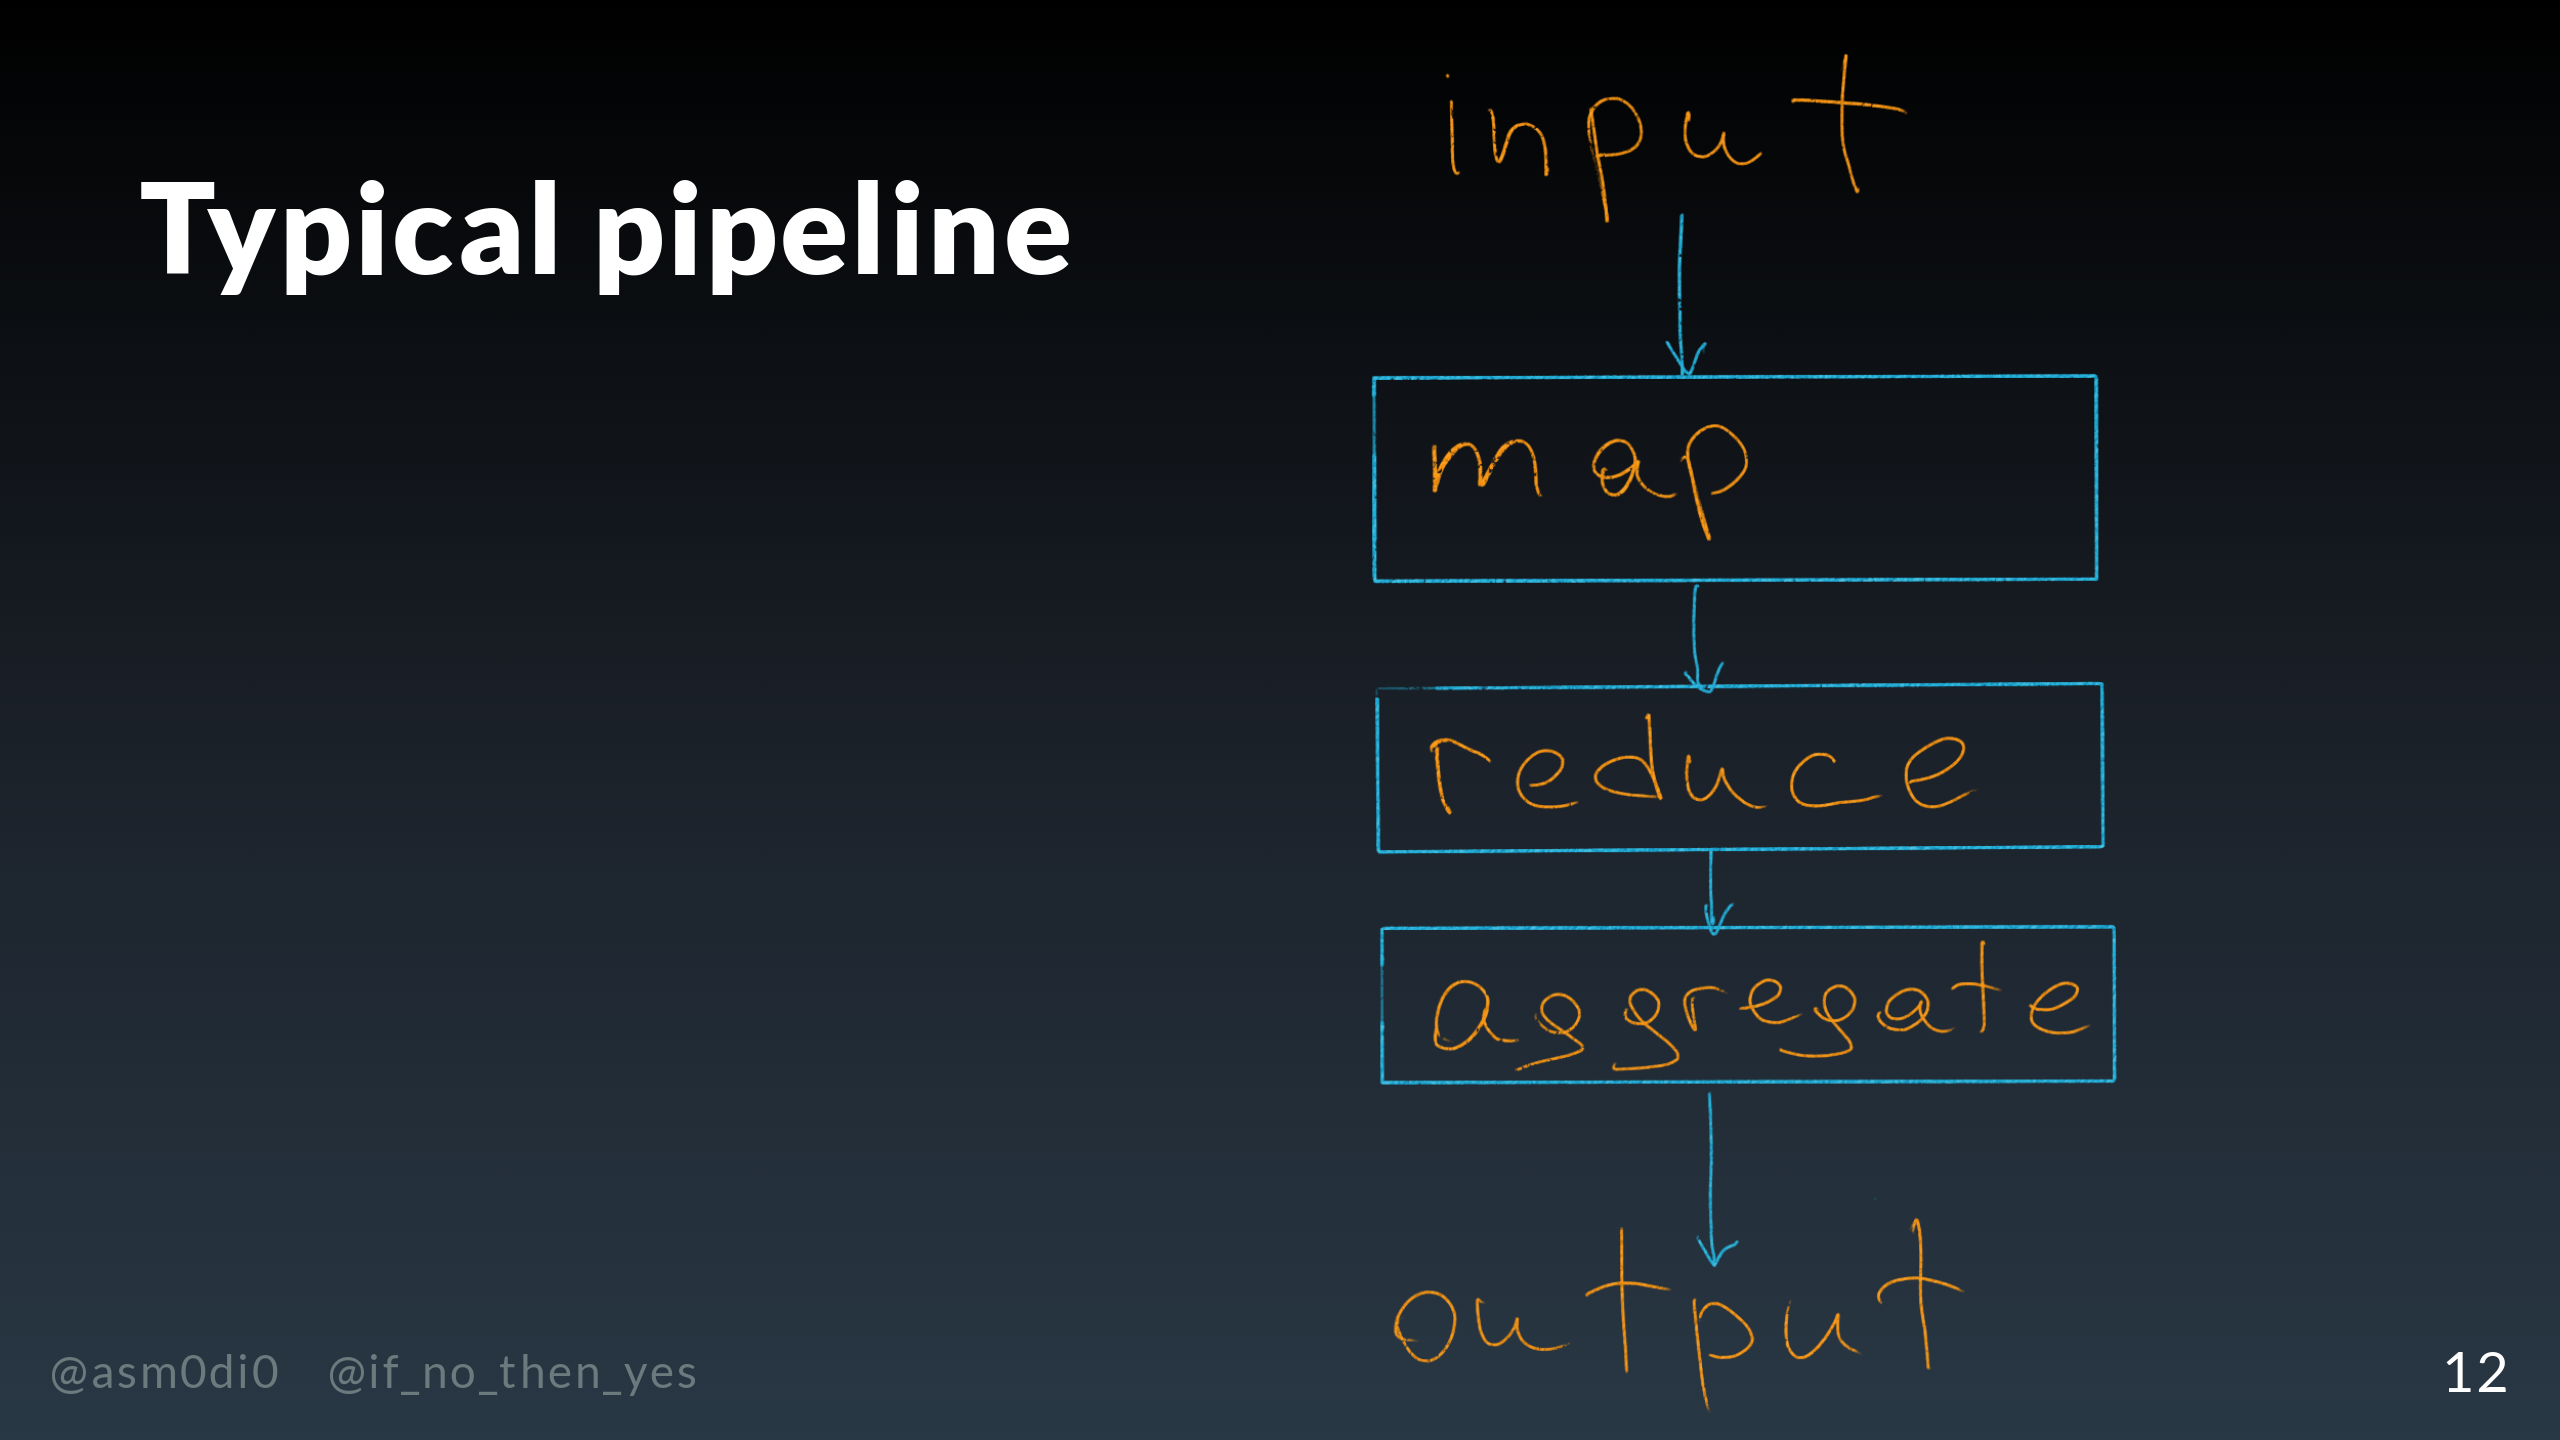 Typical pipeline
input
map
reduce
aggregate
output
@asm0di0 @if_no_then_yes
12